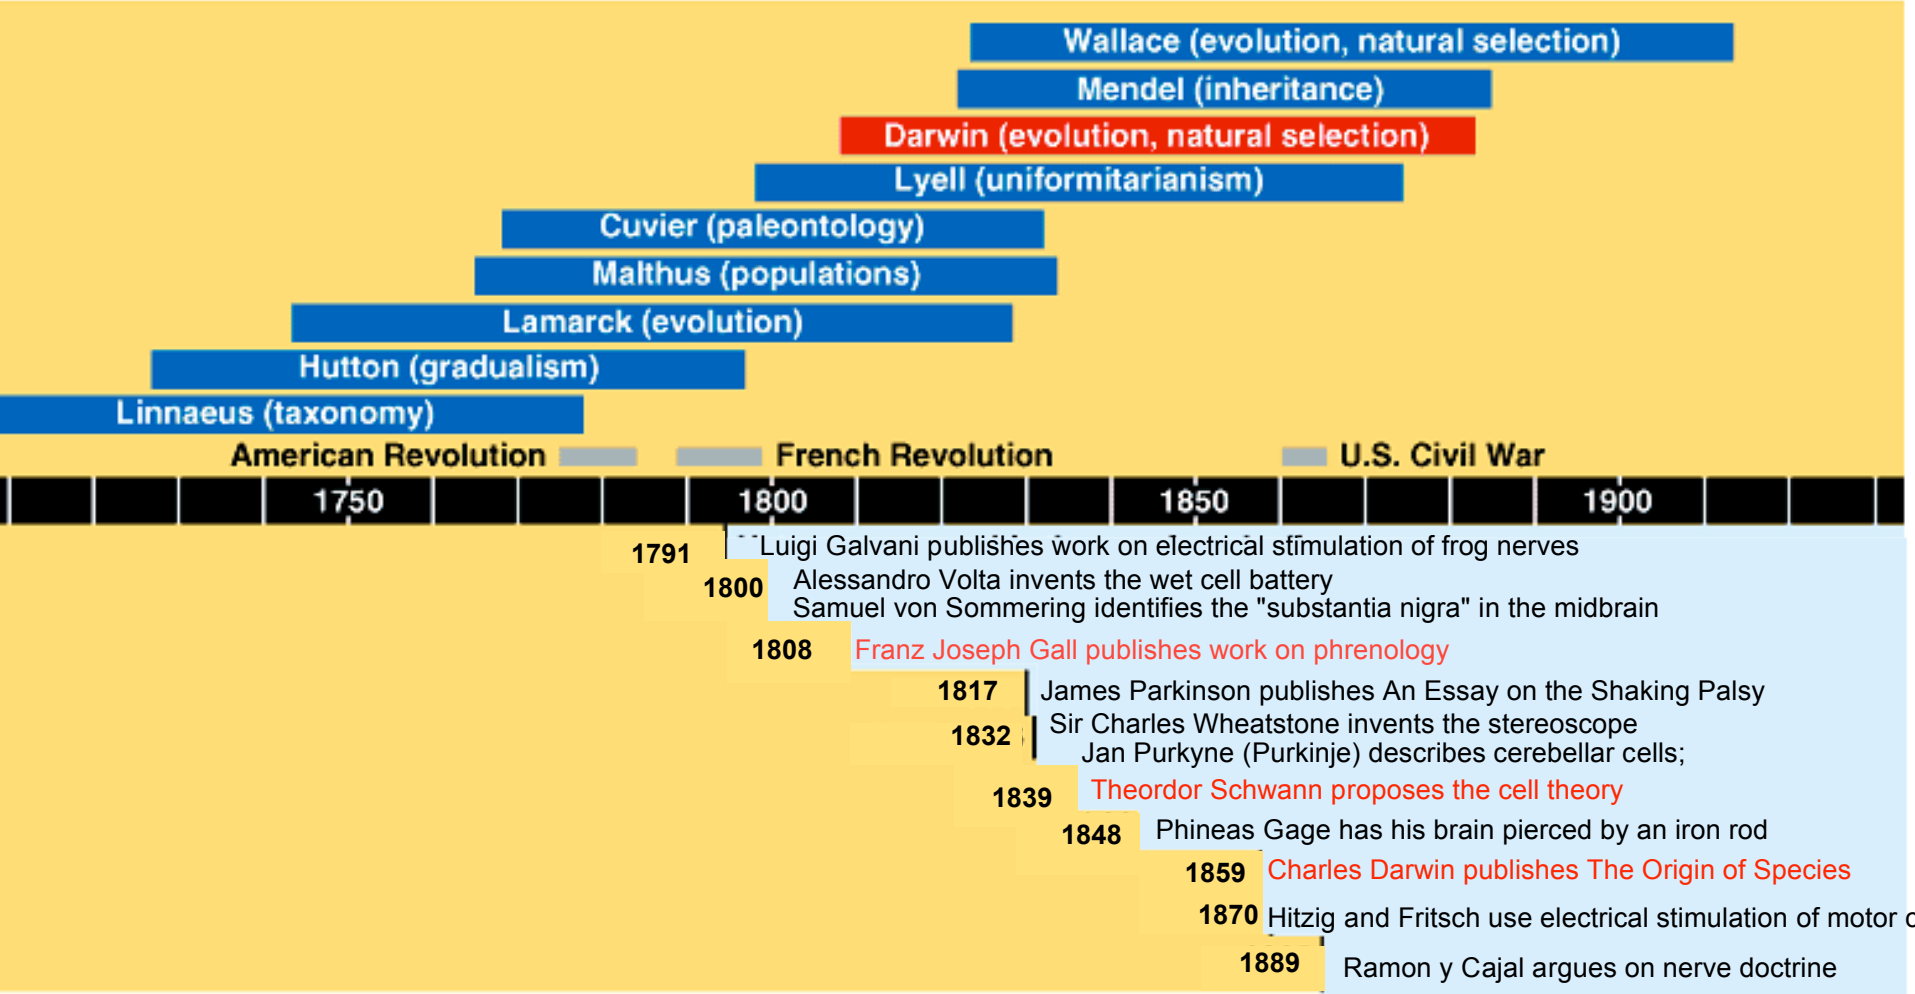 Wallace (evolution, natural selection)
Mendel (inheritance)
Darwin (evolution, natural selection)
Lyell (uniformitarianism)
Cuvier (paleontology)
Malthus (populations)
Lamarck (evolution)
Hutton (gradualism)
Linnaeus (taxonomy)
American Revolution French Revolution U.S. Civil War
1750 1800 1850 1900
1791 Luigi Galvani publishes work on electrical stimulation of frog nerves
1800 Alessandro Volta invents the wet cell battery
Samuel von Sommering identifies the "substantia nigra" in the midbrain
1808 Franz Joseph Gall publishes work on phrenology
1817 James Parkinson publishes An Essay on the Shaking Palsy
1832 Sir Charles Wheatstone invents the stereoscope
Jan Purkyne (Purkinje) describes cerebellar cells;
1839 Theordor Schwann proposes the cell theory
1848 Phineas Gage has his brain pierced by an iron rod
1859 Charles Darwin publishes The Origin of Species
1870 Hitzig and Fritsch use electrical stimulation of motor
1889 Ramon y Cajal argues on nerve doctrine